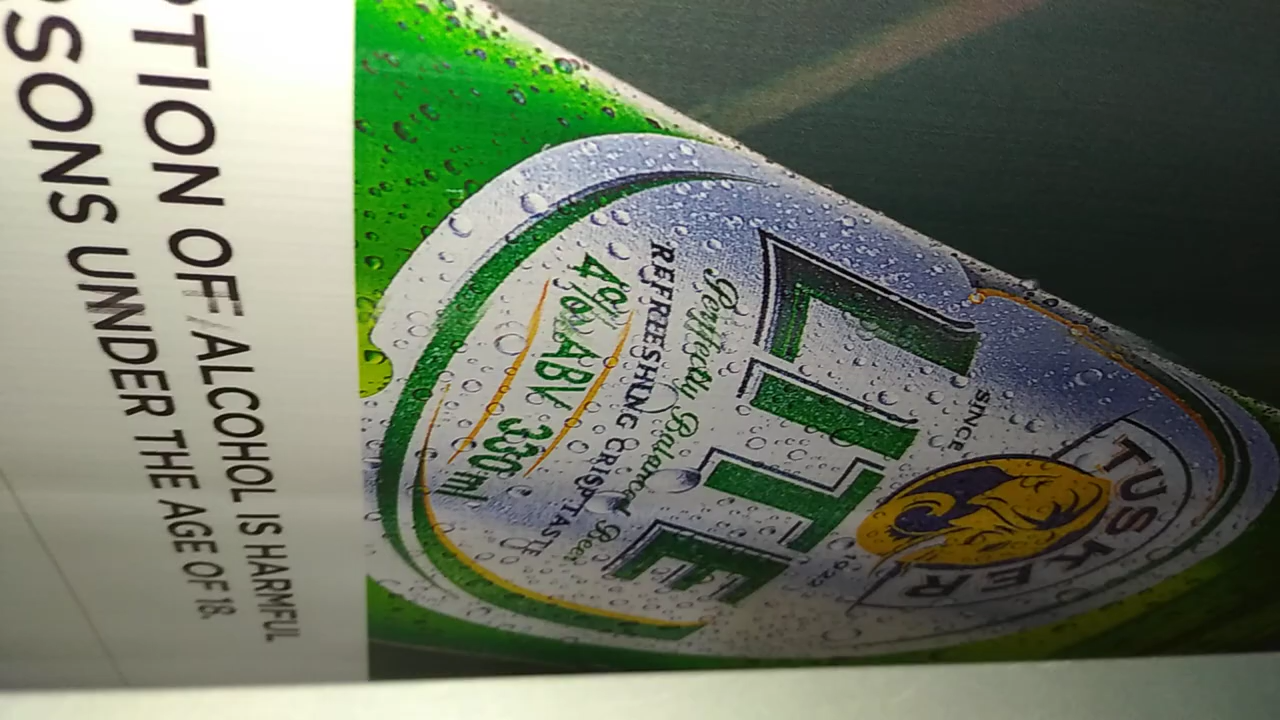 TUSKER
SINCE 1922
LITE
Perfectly Balanced Beer
REFRESHING CRISP TASTE
4% ABV 330ml
TION OF ALCOHOL IS HARMFUL
SONS UNDER THE AGE OF 18.